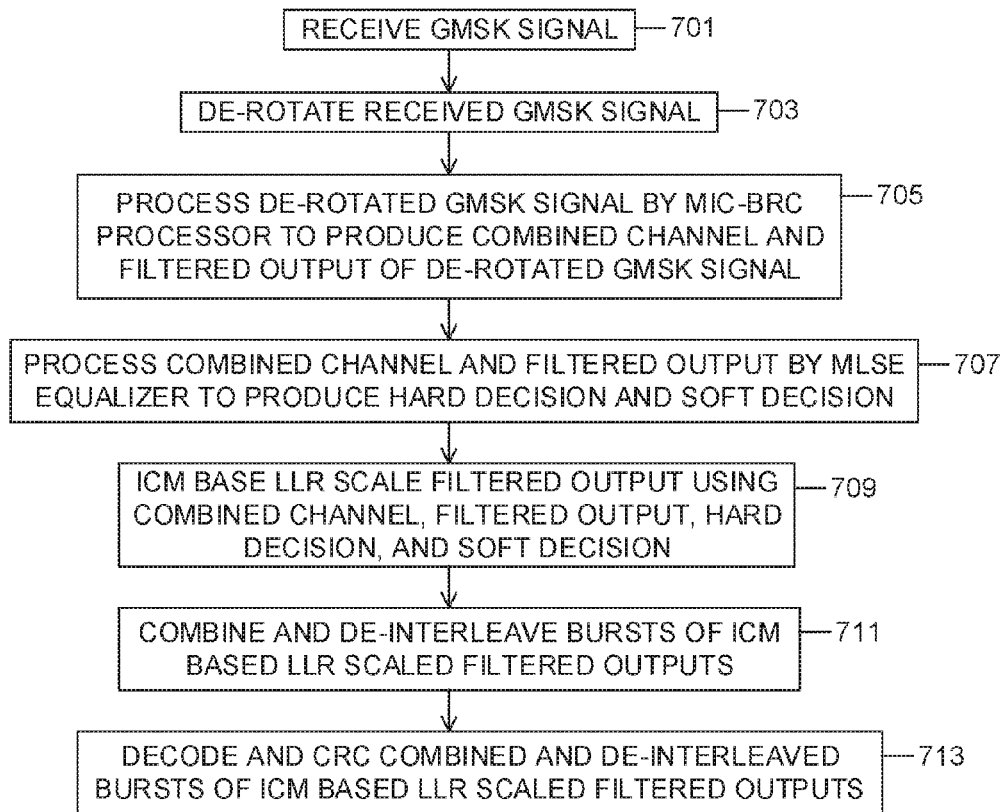 RECEIVE GMSK SIGNAL
701
DE-ROTATE RECEIVED GMSK SIGNAL
703
PROCESS DE-ROTATED GMSK SIGNAL BY MIC-BRC
PROCESSOR TO PRODUCE COMBINED CHANNEL AND
FILTERED OUTPUT OF DE-ROTATED GMSK SIGNAL
705
PROCESS COMBINED CHANNEL AND FILTERED OUTPUT BY MLSE
EQUALIZER TO PRODUCE HARD DECISION AND SOFT DECISION
707
ICM BASE LLR SCALE FILTERED OUTPUT USING
COMBINED CHANNEL, FILTERED OUTPUT, HARD
DECISION, AND SOFT DECISION
709
COMBINE AND DE-INTERLEAVE BURSTS OF ICM
BASED LLR SCALED FILTERED OUTPUTS
711
DECODE AND CRC COMBINED AND DE-INTERLEAVED
BURSTS OF ICM BASED LLR SCALED FILTERED OUTPUTS
713